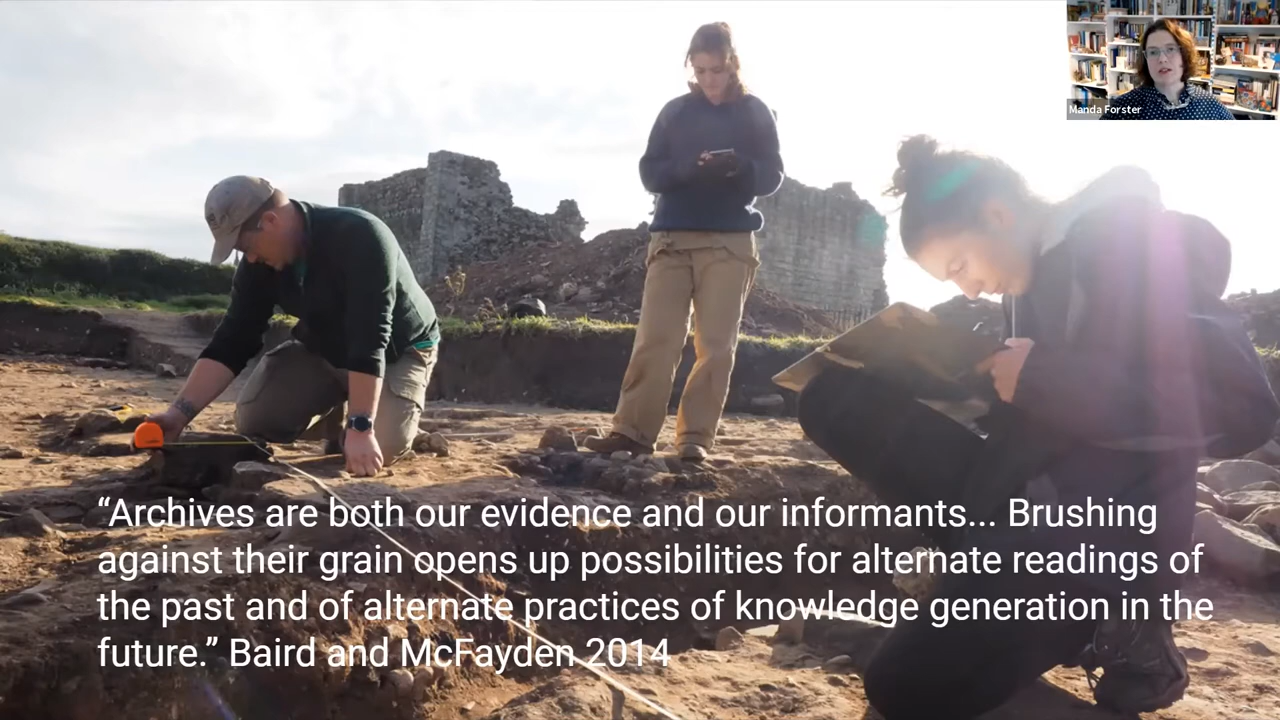 Manda Forster
“Archives are both our evidence and our informants... Brushing
against their grain opens up possibilities for alternate readings of
the past and of alternate practices of knowledge generation in the
future.” Baird and McFayden 2014